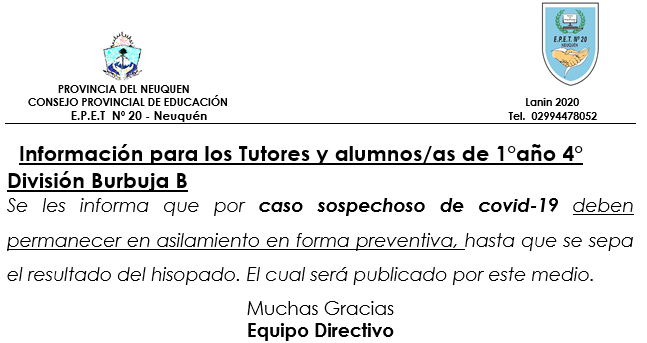 E.P.E.T Nº 20
NEUQUEN
PROVINCIA DEL NEUQUEN
CONSEJO PROVINCIAL DE EDUCACIÓN
E.P.E.T Nº 20 - Neuquén
Lanin 2020
Tel. 02994478052
Información para los Tutores y alumnos/as de 1°año 4°
División Burbuja B
Se les informa que por caso sospechoso de covid-19 deben
permanecer en asilamiento en forma preventiva, hasta que se sepa
el resultado del hisopado. El cual será publicado por este medio.
Muchas Gracias
Equipo Directivo